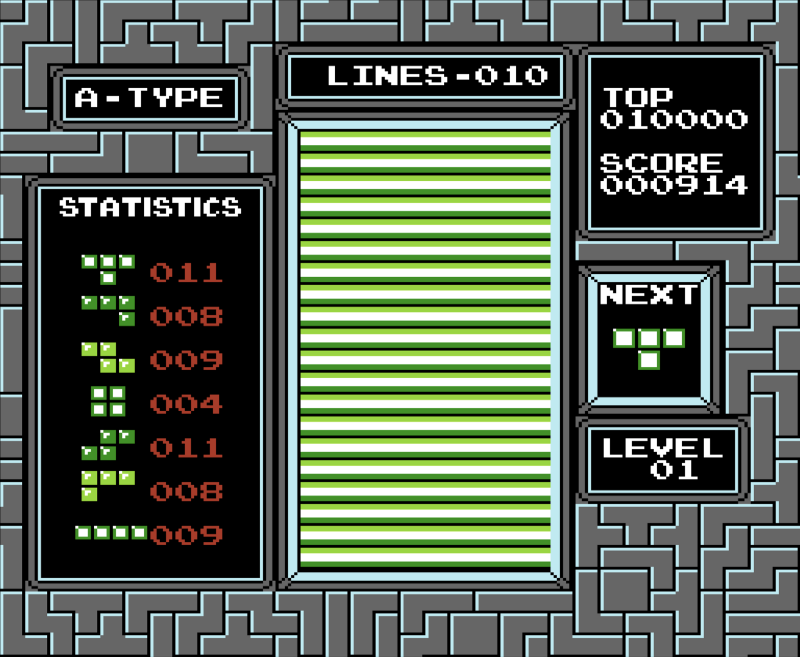 A-TYPE
LINES-010
TOP
010000
SCORE
000914
STATISTICS
011
008
009
004
011
008
009
NEXT
LEVEL
01